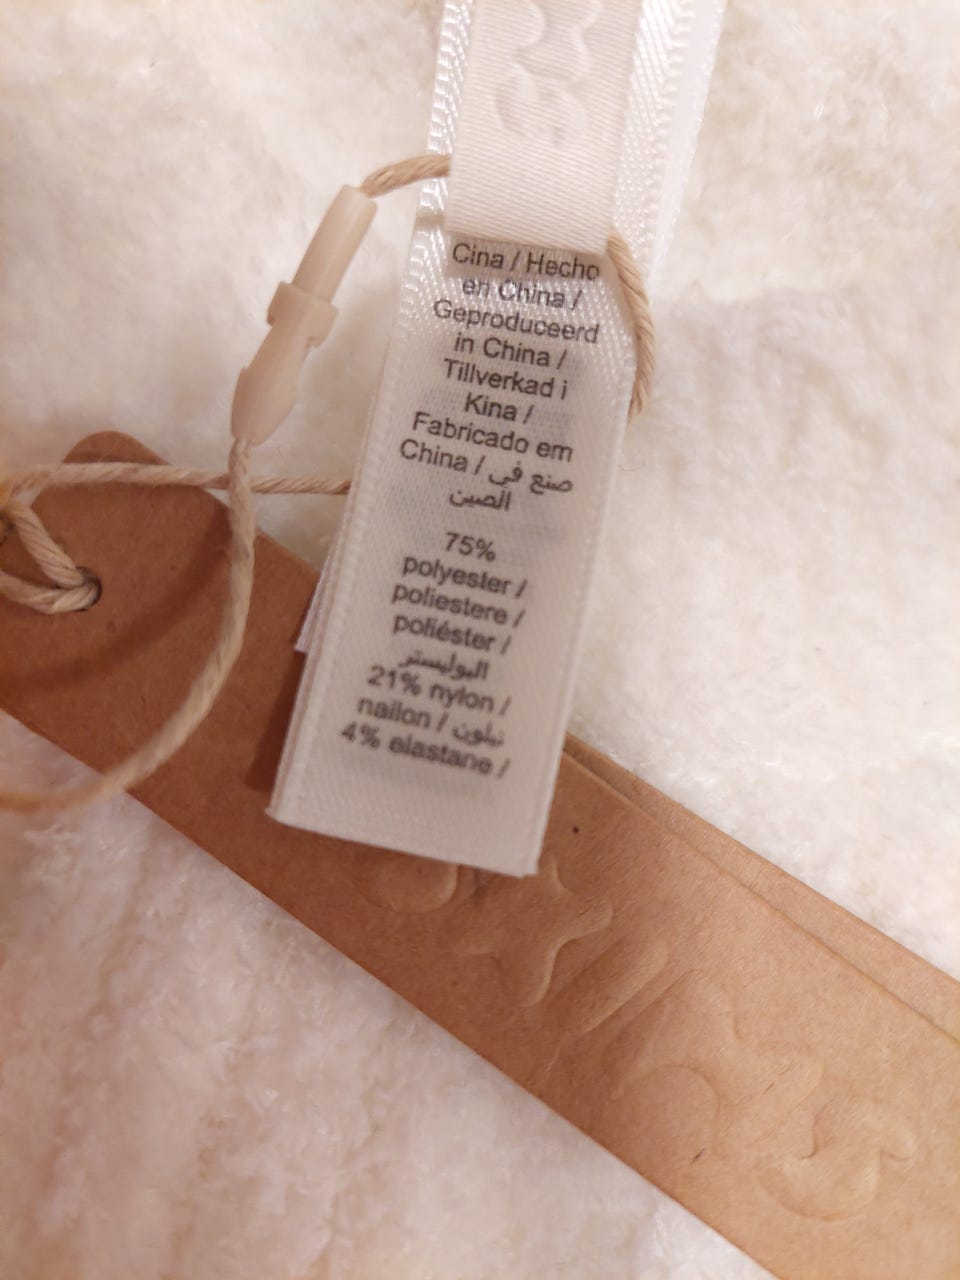 Cina / Hecho
en China /
Geproduceerd
in China /
Tillverkad i
Kina /
Fabricado em
China / صنع في
الصين
75%
polyester /
poliestere /
poliéster /
البوليستر
21% nylon /
nailon / نيلون
4% elastane /